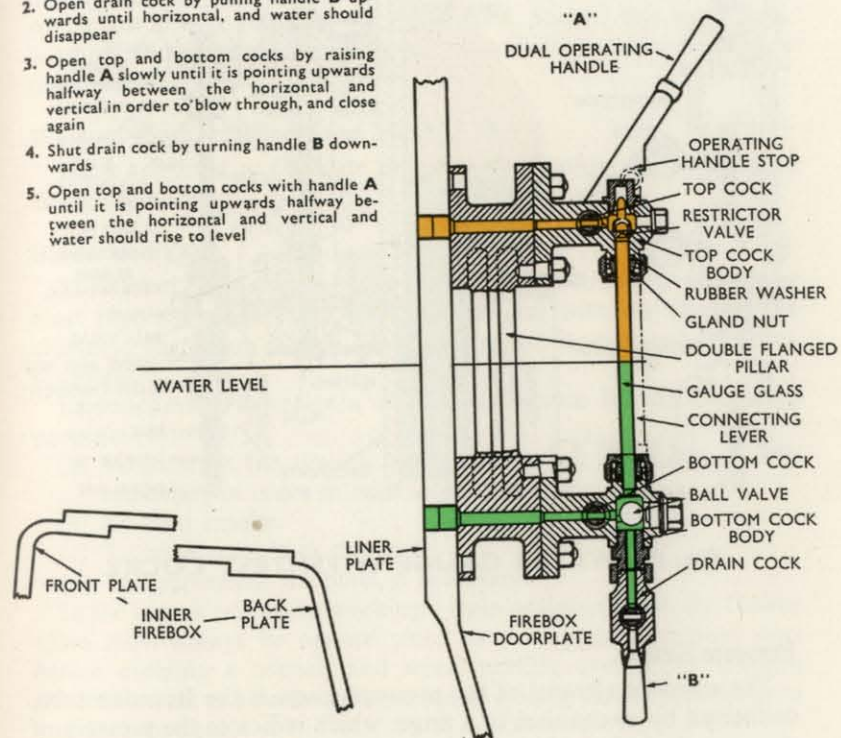 2. Open drain cock by pulling handle B up-
wards until horizontal, and water should
disappear
3. Open top and bottom cocks by raising
handle A slowly until it is pointing upwards
halfway between the horizontal and
vertical in order to blow through, and close
again
4. Shut drain cock by turning handle B down-
wards
5. Open top and bottom cocks with handle A
until it is pointing upwards halfway be-
tween the horizontal and vertical and
water should rise to level
"A"
DUAL OPERATING
HANDLE
OPERATING
HANDLE STOP
TOP COCK
RESTRICTOR
VALVE
TOP COCK
BODY
RUBBER WASHER
GLAND NUT
DOUBLE FLANGED
PILLAR
WATER LEVEL
GAUGE GLASS
CONNECTING
LEVER
BOTTOM COCK
BALL VALVE
BOTTOM COCK
BODY
DRAIN COCK
LINER
PLATE
FRONT PLATE
INNER
FIREBOX
BACK
PLATE
FIREBOX
DOORPLATE
"B"